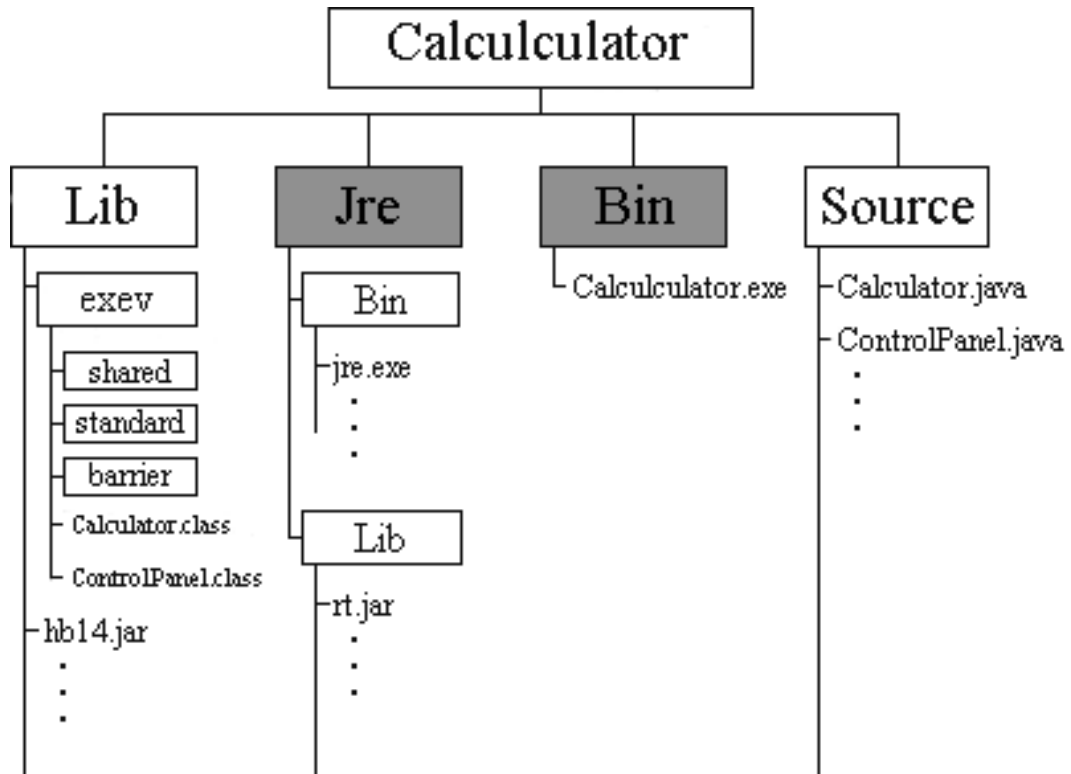 Calculculator
Lib
Jre
Bin
Source
exev
shared
standard
barrier
Calculator.class
ControlPanel.class
hb14.jar
Bin
jre.exe
Lib
rt.jar
Calculculator.exe
Calculator.java
ControlPanel.java